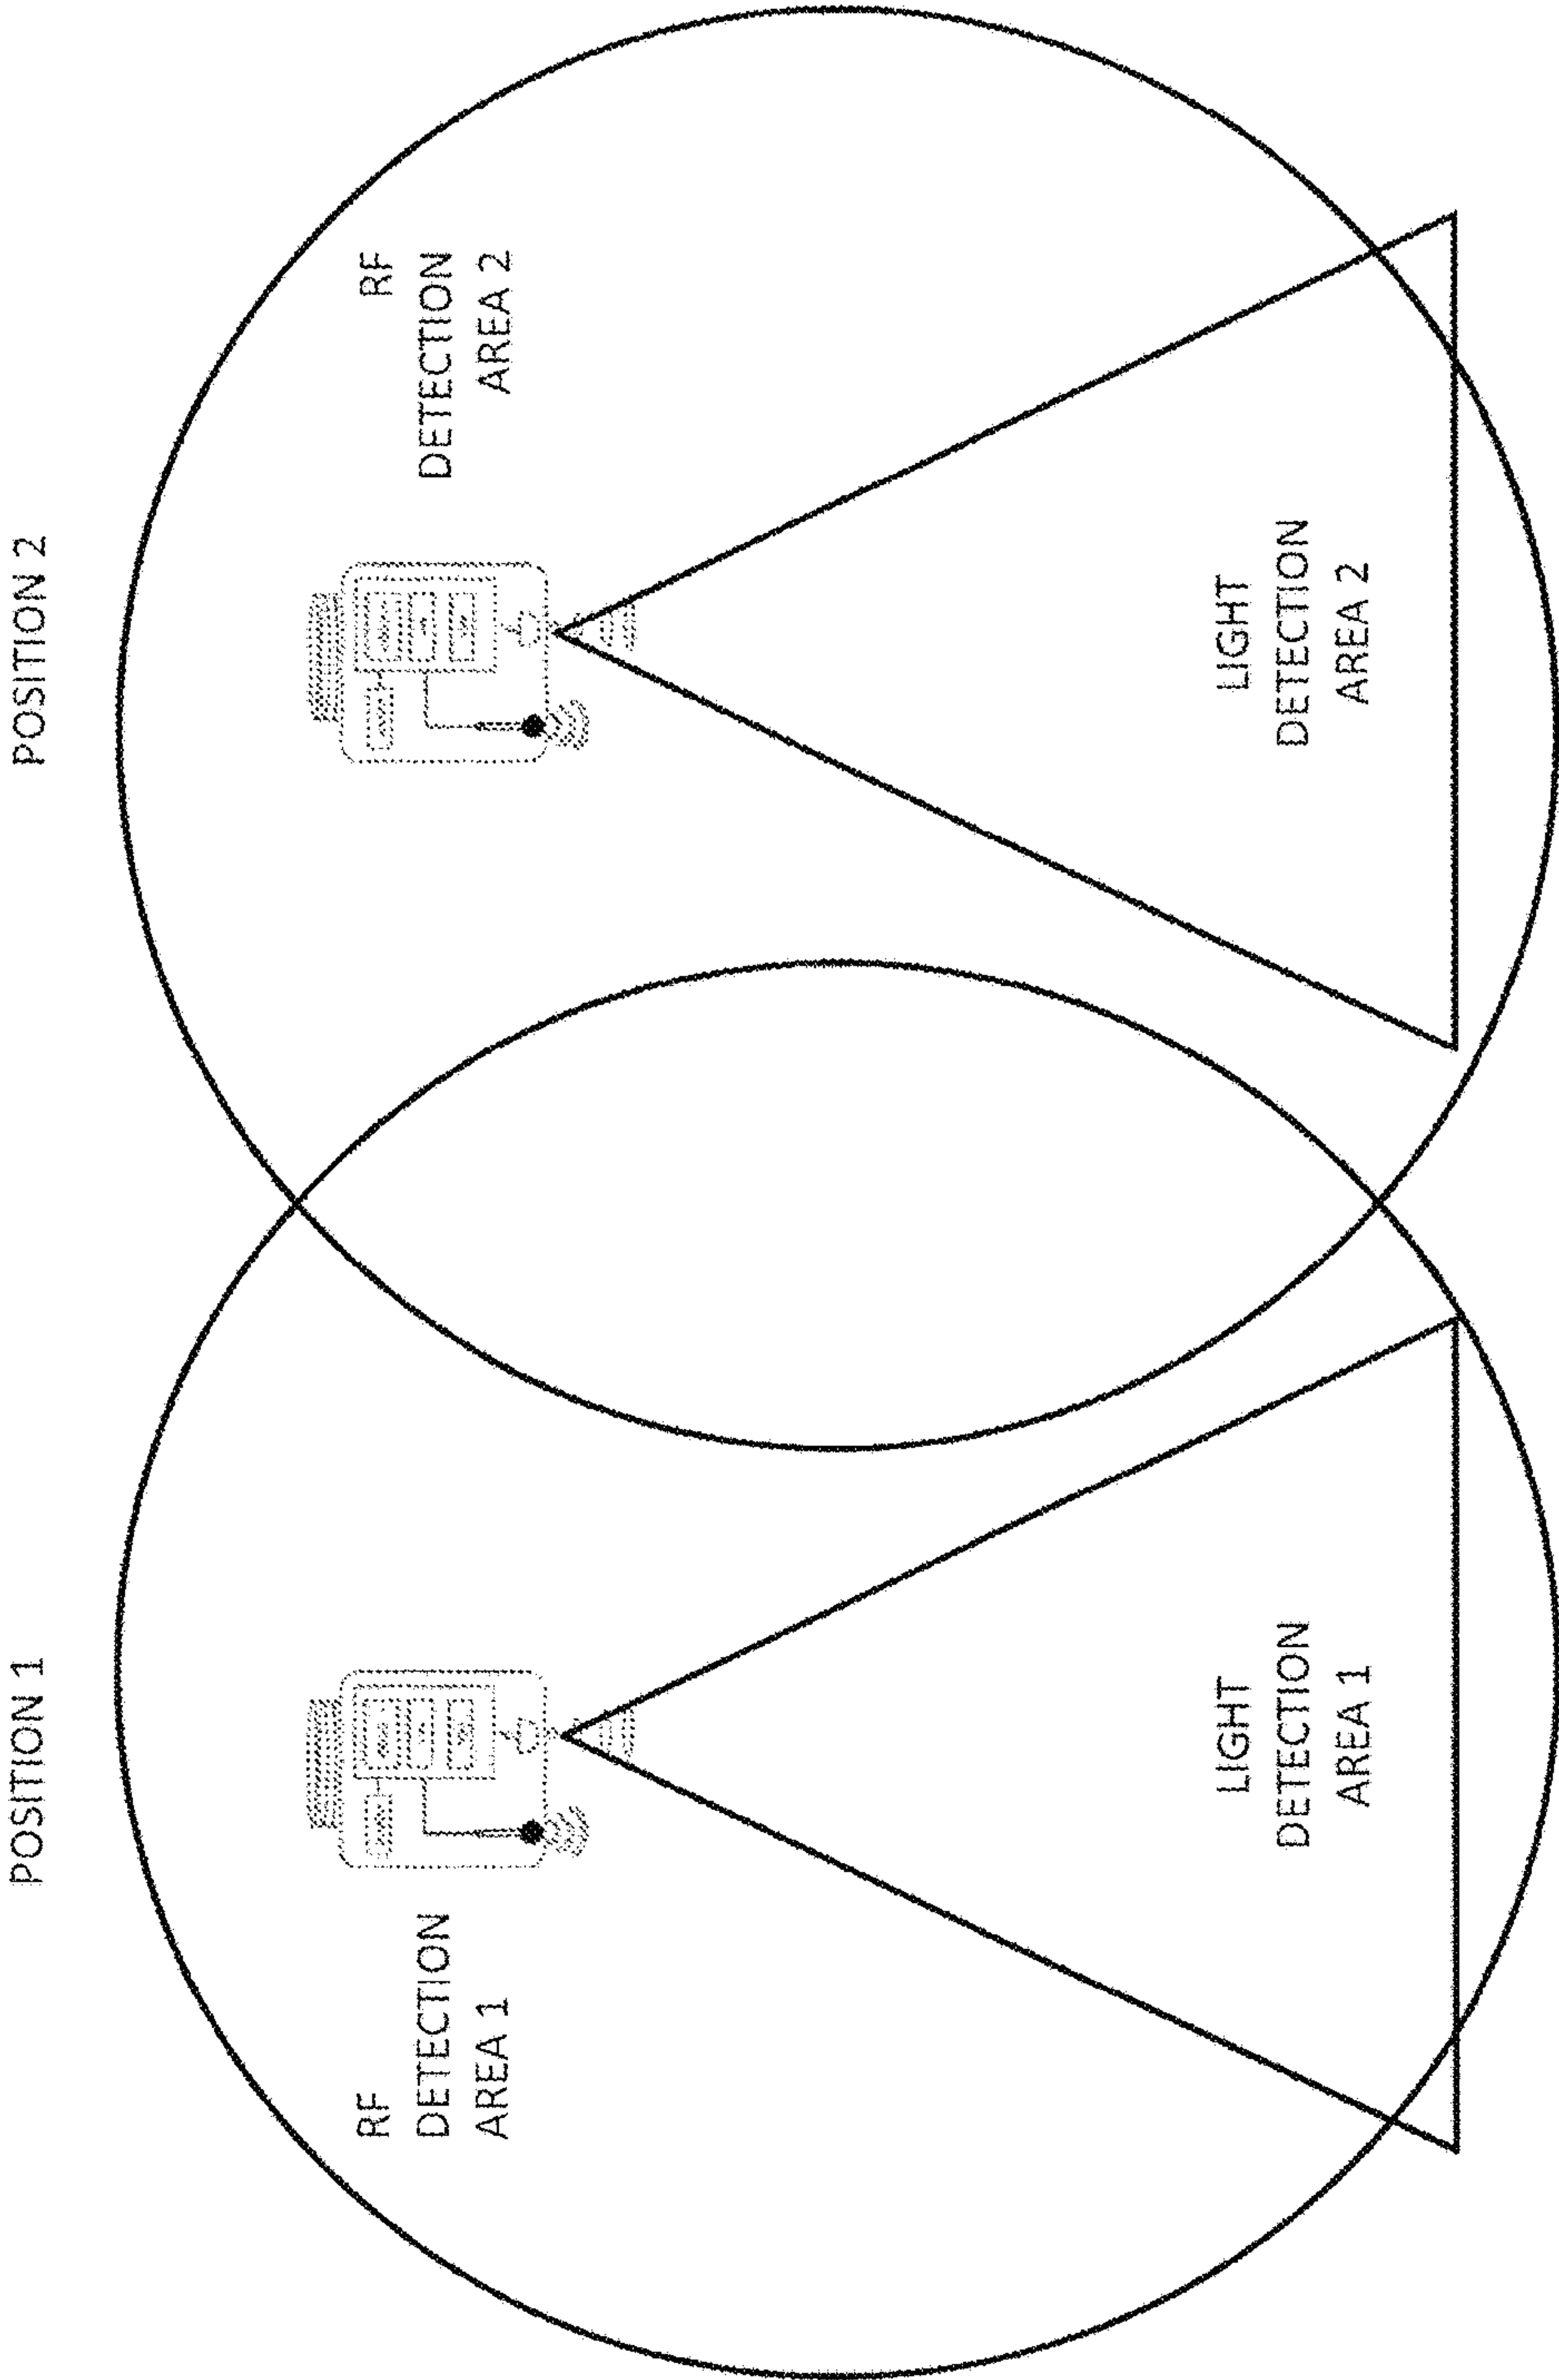 POSITION 1
POSITION 2
RF
DETECTION
AREA 1
RF
DETECTION
AREA 2
LIGHT
DETECTION
AREA 1
LIGHT
DETECTION
AREA 2